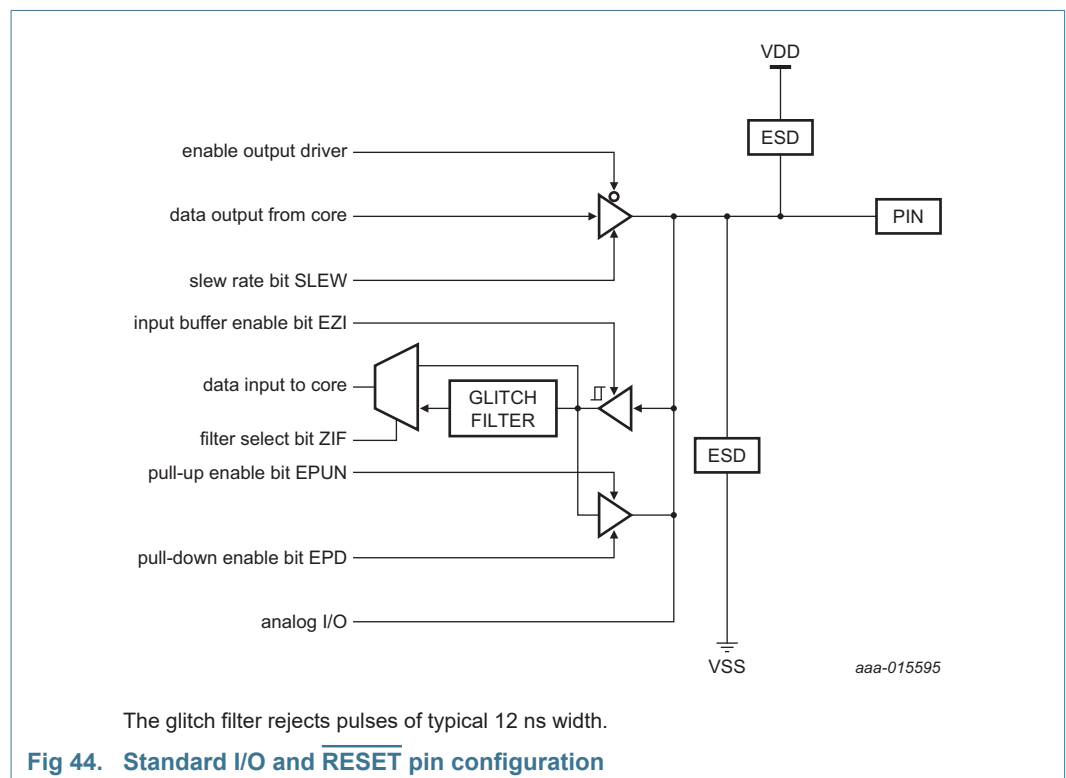 VDD
ESD
enable output driver
data output from core
PIN
slew rate bit SLEW
input buffer enable bit EZI
data input to core
GLITCH
FILTER
filter select bit ZIF
ESD
pull-up enable bit EPUN
pull-down enable bit EPD
analog I/O
VSS
aaa-015595
The glitch filter rejects pulses of typical 12 ns width.
Fig 44. Standard I/O and RESET pin configuration